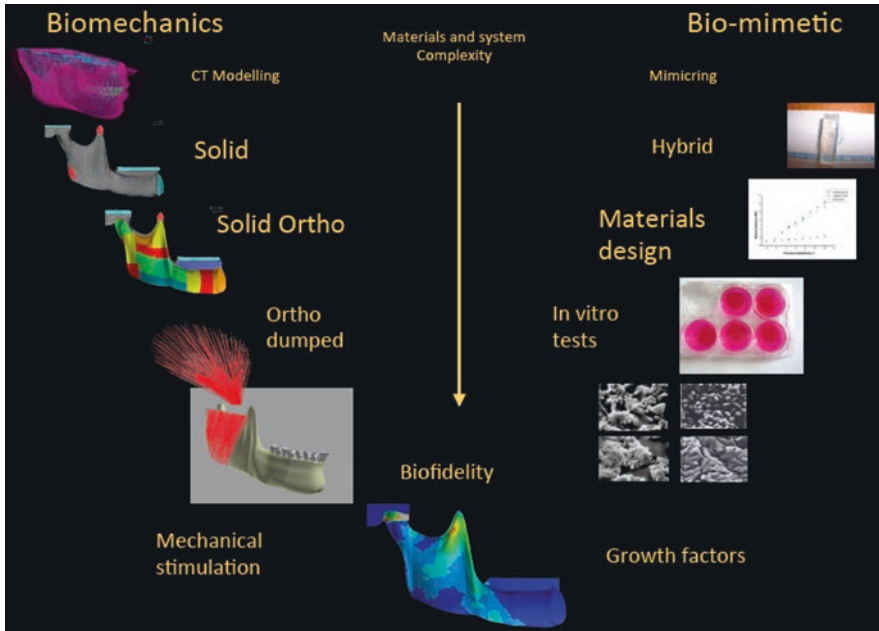 Biomechanics
Bio-mimetic
Materials and system
Complexity
CT Modelling
Mimicring
Solid
Hybrid
Solid Ortho
Materials
design
Ortho
dumped
In vitro
tests
Biofidelity
Mechanical
stimulation
Growth factors